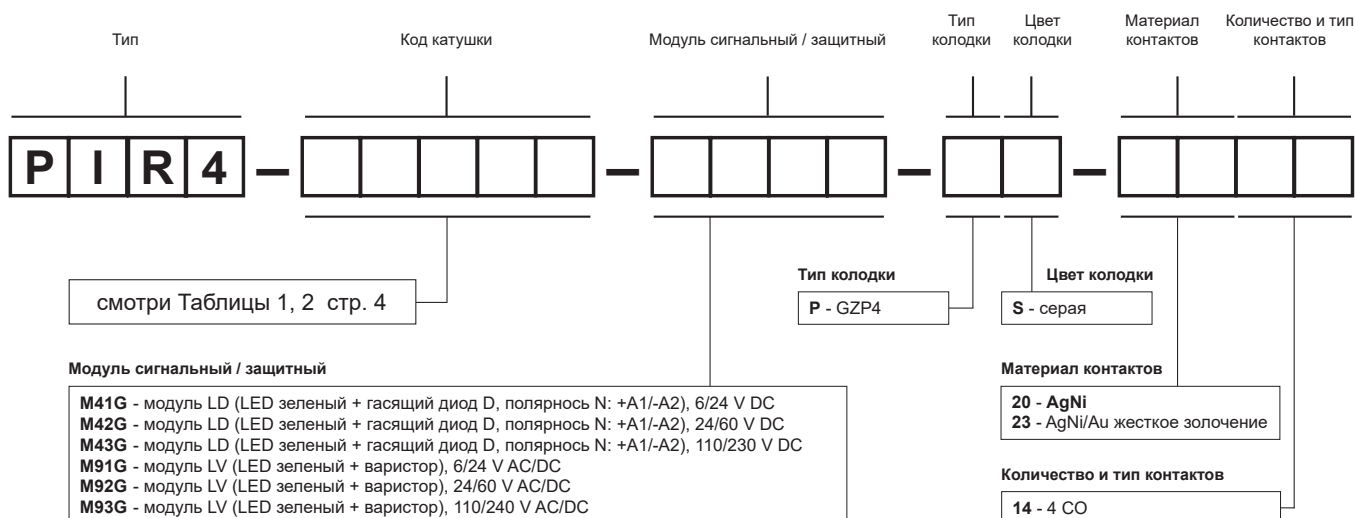 Тип
Код катушки
Модуль сигнальный / защитный
Тип
колодки
Цвет
колодки
Материал
контактов
Количество и тип
контактов
P I R 4 – – – –
смотри Таблицы 1, 2 стр. 4
Тип колодки
P - GZP4
Цвет колодки
S - серая
Модуль сигнальный / защитный
M41G - модуль LD (LED зеленый + гасящий диод D, полярнось N: +A1/-A2), 6/24 V DC
M42G - модуль LD (LED зеленый + гасящий диод D, полярнось N: +A1/-A2), 24/60 V DC
M43G - модуль LD (LED зеленый + гасящий диод D, полярнось N: +A1/-A2), 110/230 V DC
M91G - модуль LV (LED зеленый + варистор), 6/24 V AC/DC
M92G - модуль LV (LED зеленый + варистор), 24/60 V AC/DC
M93G - модуль LV (LED зеленый + варистор), 110/240 V AC/DC
Материал контактов
20 - AgNi
23 - AgNi/Au жесткое золочение
Количество и тип контактов
14 - 4 CO